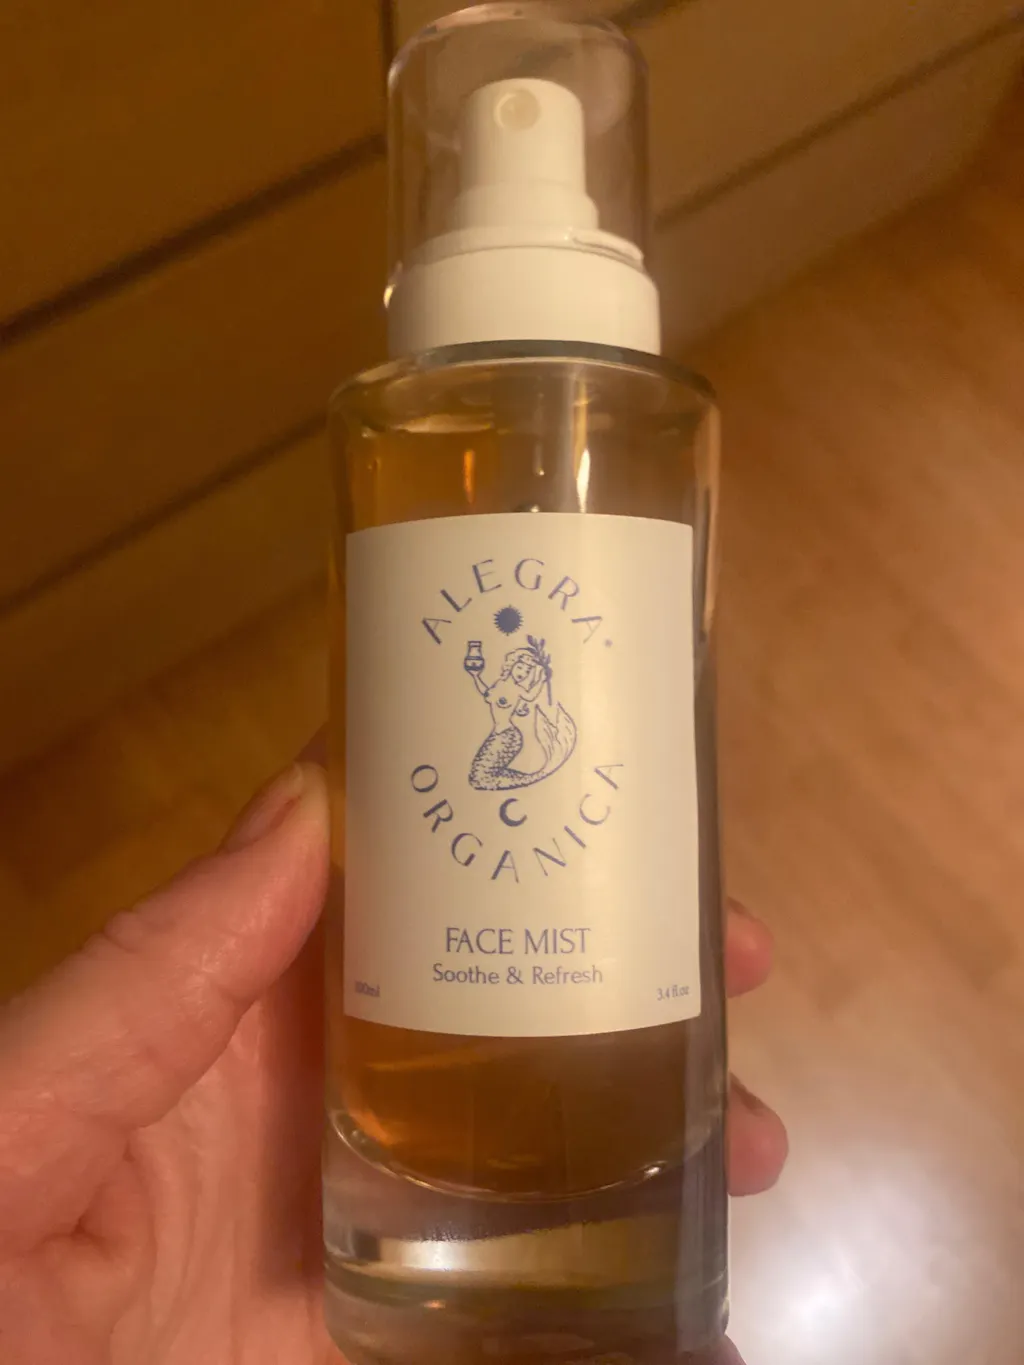 ALEGRA
ORGANICA
FACE MIST
Soothe & Refresh
100ml
3.4 fl.oz